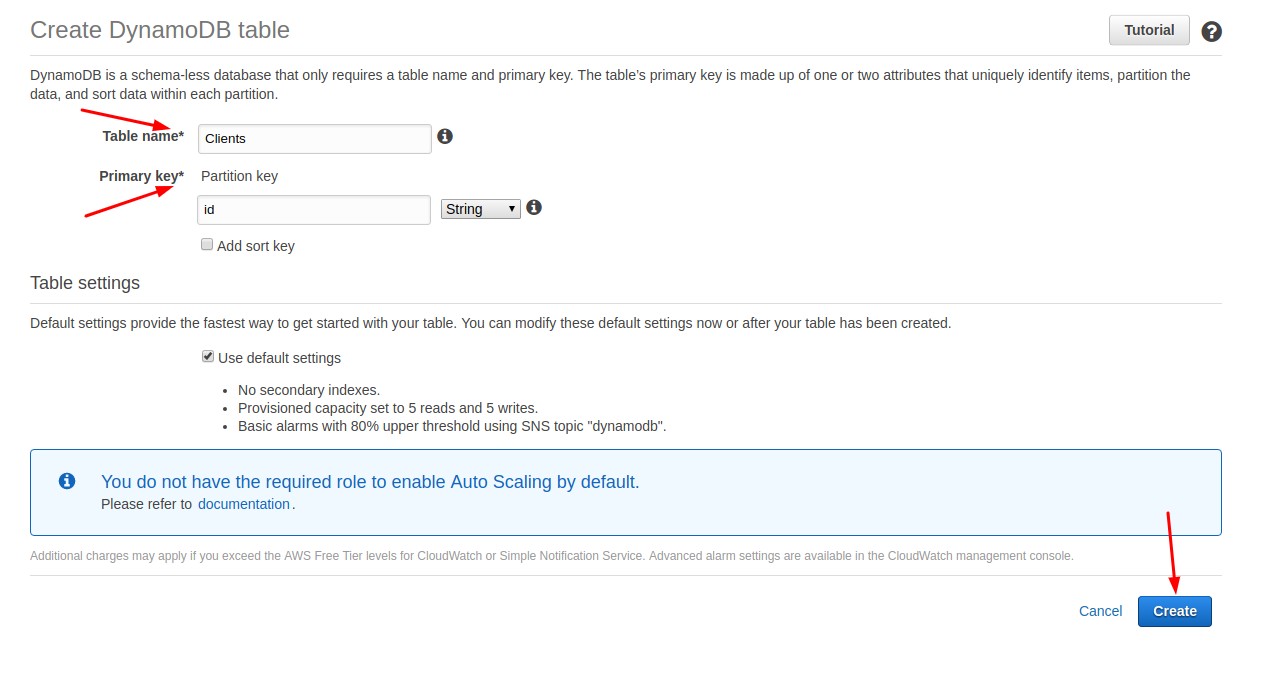 Create DynamoDB table
Tutorial
?
DynamoDB is a schema-less database that only requires a table name and primary key. The table's primary key is made up of one or two attributes that uniquely identify items, partition the
data, and sort data within each partition.
Table name*
Clients
Primary key*
Partition key
id
String
Add sort key
Table settings
Default settings provide the fastest way to get started with your table. You can modify these default settings now or after your table has been created.
Use default settings
• No secondary indexes.
• Provisioned capacity set to 5 reads and 5 writes.
• Basic alarms with 80% upper threshold using SNS topic "dynamodb".
You do not have the required role to enable Auto Scaling by default.
Please refer to documentation.
Additional charges may apply if you exceed the AWS Free Tier levels for CloudWatch or Simple Notification Service. Advanced alarm settings are available in the CloudWatch management console.
Cancel
Create